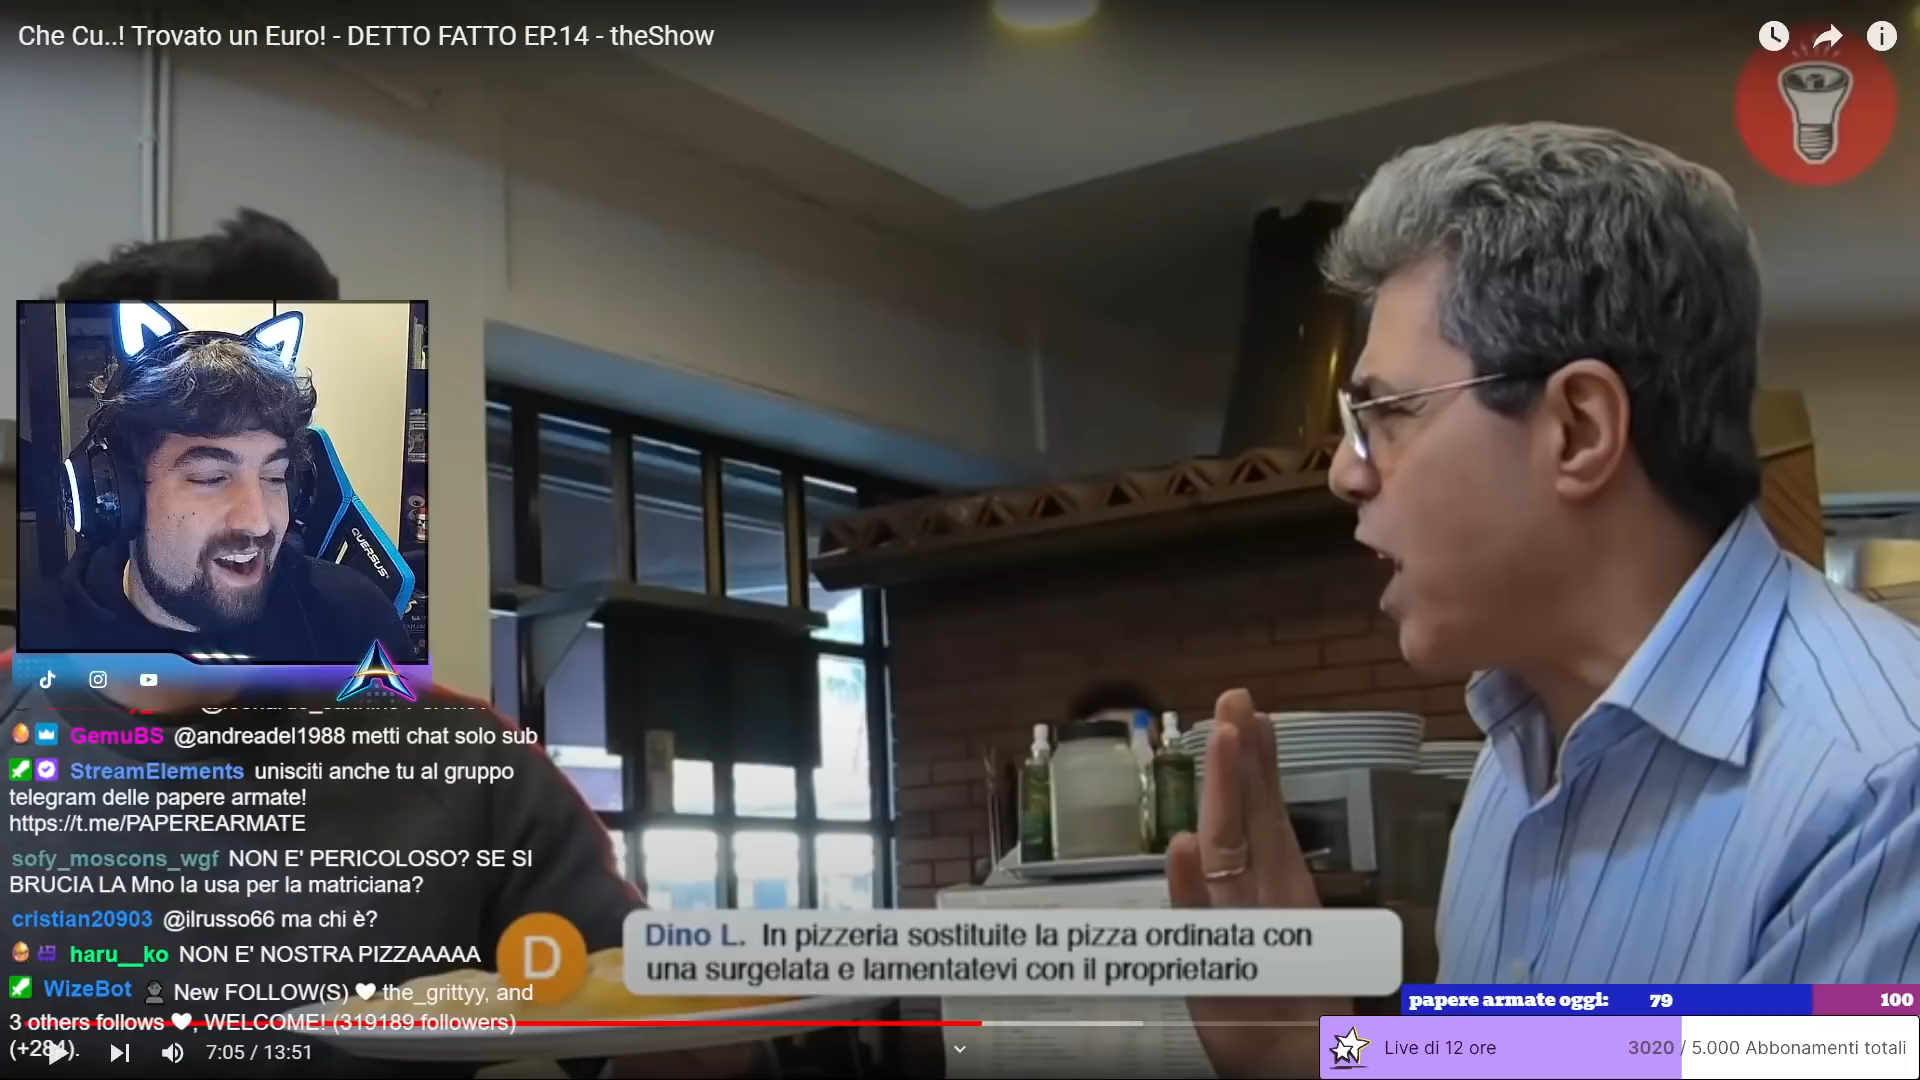 Che Cu..! Trovato un Euro! - DETTO FATTO EP.14 - theShow
QUERSUS
GemuBS @andreadel1988 metti chat solo sub
StreamElements unisciti anche tu al gruppo
telegram delle papere armate!
https://t.me/PAPEREARMATE
sofy_moscons_wgf NON E' PERICOLOSO? SE SI
BRUCIA LA Mno la usa per la matriciana?
cristian20903 @ilrusso66 ma chi è?
haru__ko NON E' NOSTRA PIZZAAAAA
WizeBot New FOLLOW(S) ♥ the_grittyy, and
3 others follows ♥, WELCOME! (319189 followers)
(+284).
D
Dino L. In pizzeria sostituite la pizza ordinata con
una surgelata e lamentatevi con il proprietario
7:05 / 13:51
papere armate oggi: 79 100
Live di 12 ore 3020 / 5.000 Abbonamenti totali